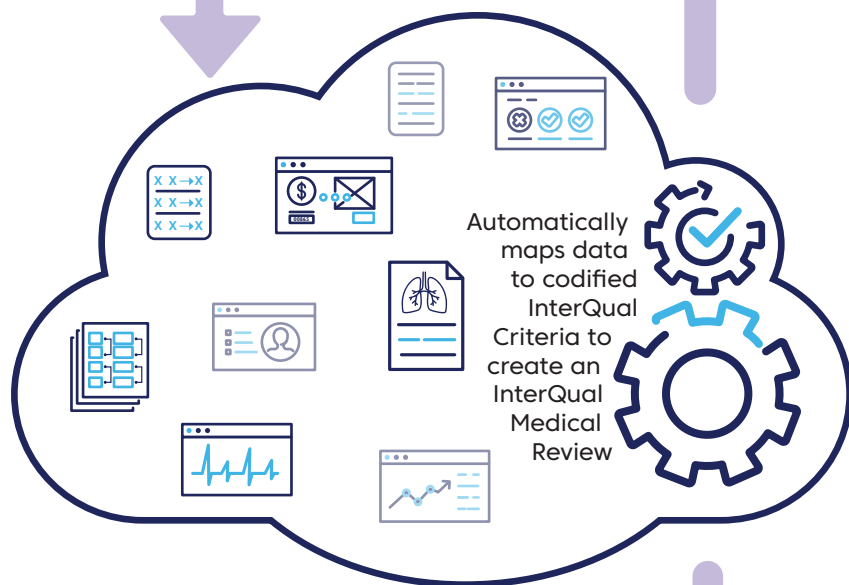 X X→X
X X→X
X X→X
$
Automatically
maps data
to codified
InterQual
Criteria to
create an
InterQual
Medical
Review